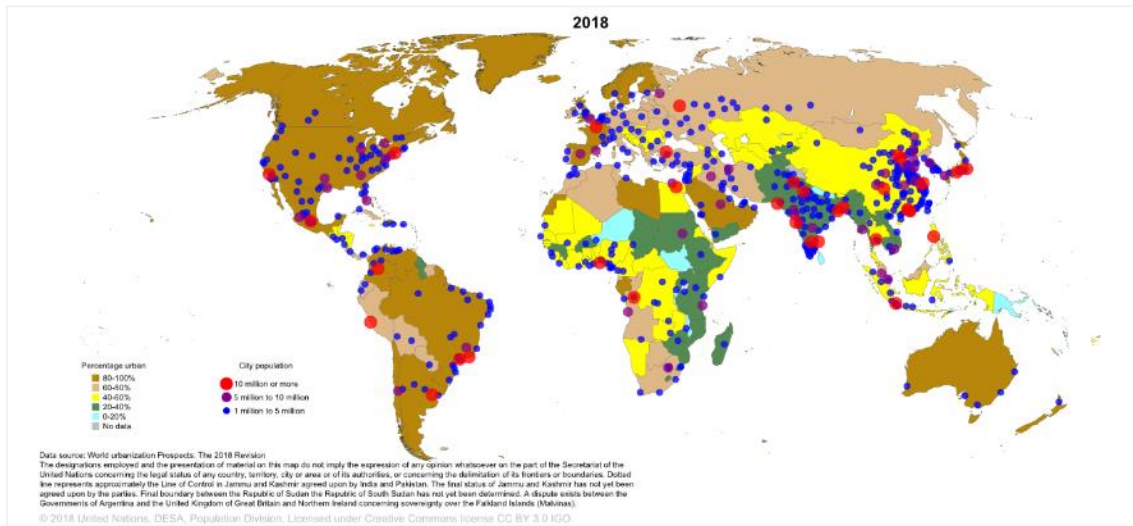 2018
Percentage urban
80-100%
60-80%
40-60%
20-40%
0-20%
No data
City population
10 million or more
5 million to 10 million
1 million to 5 million
Data source: World urbanization Prospects: The 2018 Revision
The designations employed and the presentation of material on this map do not imply the expression of any opinion whatsoever on the part of the Secretariat of the
United Nations concerning the legal status of any country, territory, city or area or of its authorities, or concerning the delimitation of its frontiers or boundaries. Dotted
line represents approximately the Line of Control in Jammu and Kashmir agreed upon by India and Pakistan. The final status of Jammu and Kashmir has not yet been
agreed upon by the parties. Final boundary between the Republic of Sudan the Republic of South Sudan has not yet been determined. A dispute exists between the
Governments of Argentina and the United Kingdom of Great Britain and Northern Ireland concerning sovereignty over the Falkland Islands (Malvinas).
© 2018 United Nations, DESA, Population Division. Licensed under Creative Commons license CC BY 3.0 IGO.